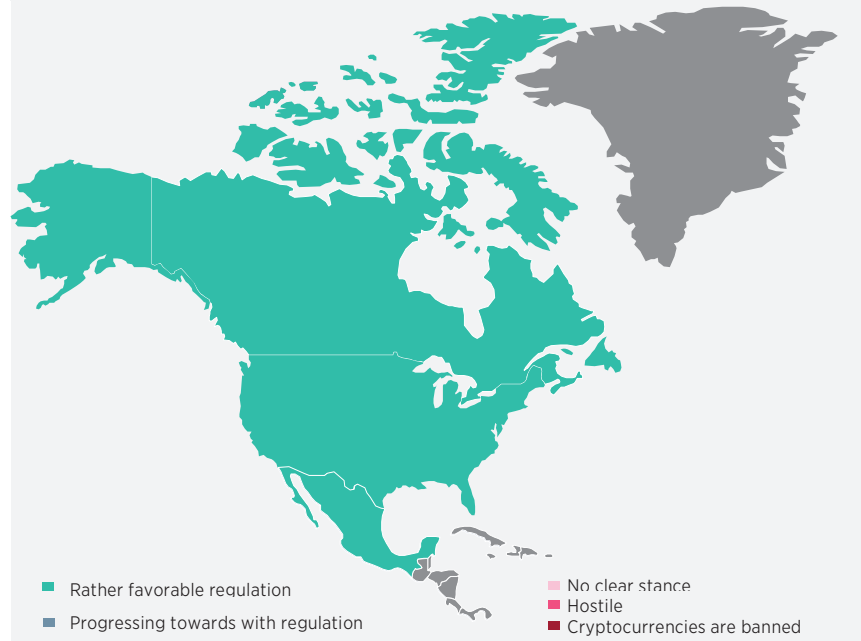 Rather favorable regulation
Progressing towards with regulation
No clear stance
Hostile
Cryptocurrencies are banned